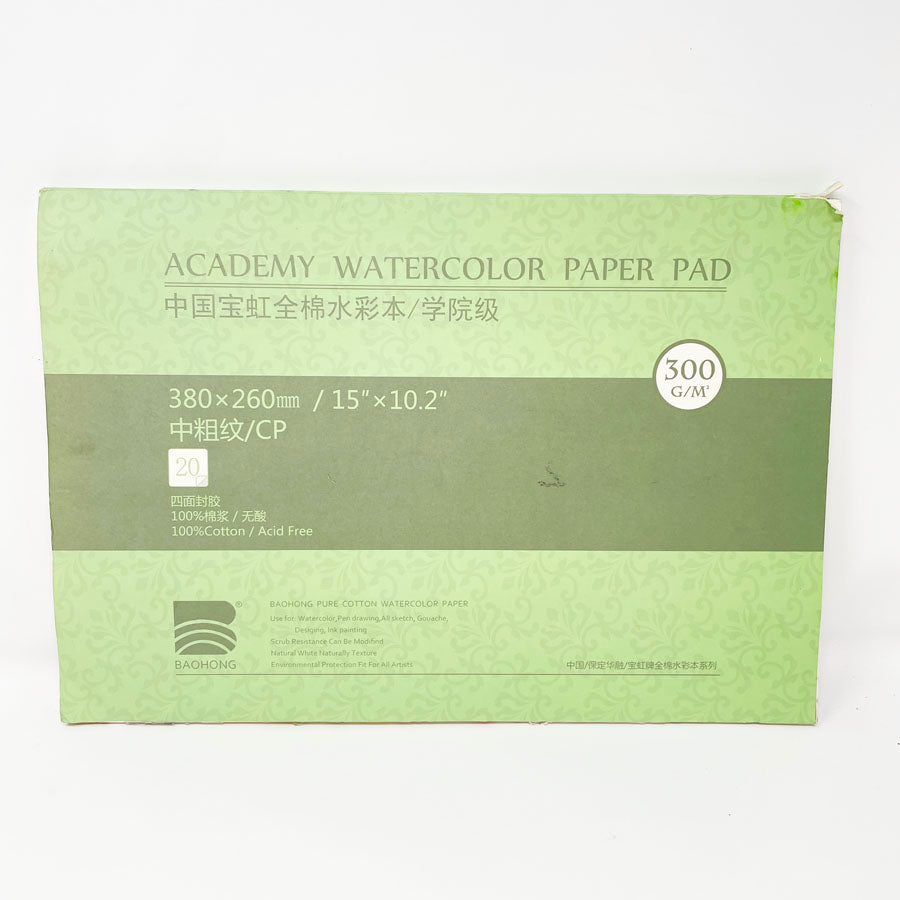 ACADEMY WATERCOLOR PAPER PAD
中国宝虹全棉水彩本/学院级
300
G/M²
380×260mm / 15"×10.2"
中粗纹/CP
20
四面封胶
100%棉浆 / 无酸
100%Cotton / Acid Free
BAOHONG
BAOHONG PURE COTTON WATERCOLOR PAPER
Use for: Watercolor,Pen drawing,All sketch, Gouache,
Desiging, Ink painting
Scrub Resistance Can Be Modifind
Natural White Naturally Texture
Environmental Protection Fit For All Artists
中国/保定华融/宝虹牌全棉水彩本系列